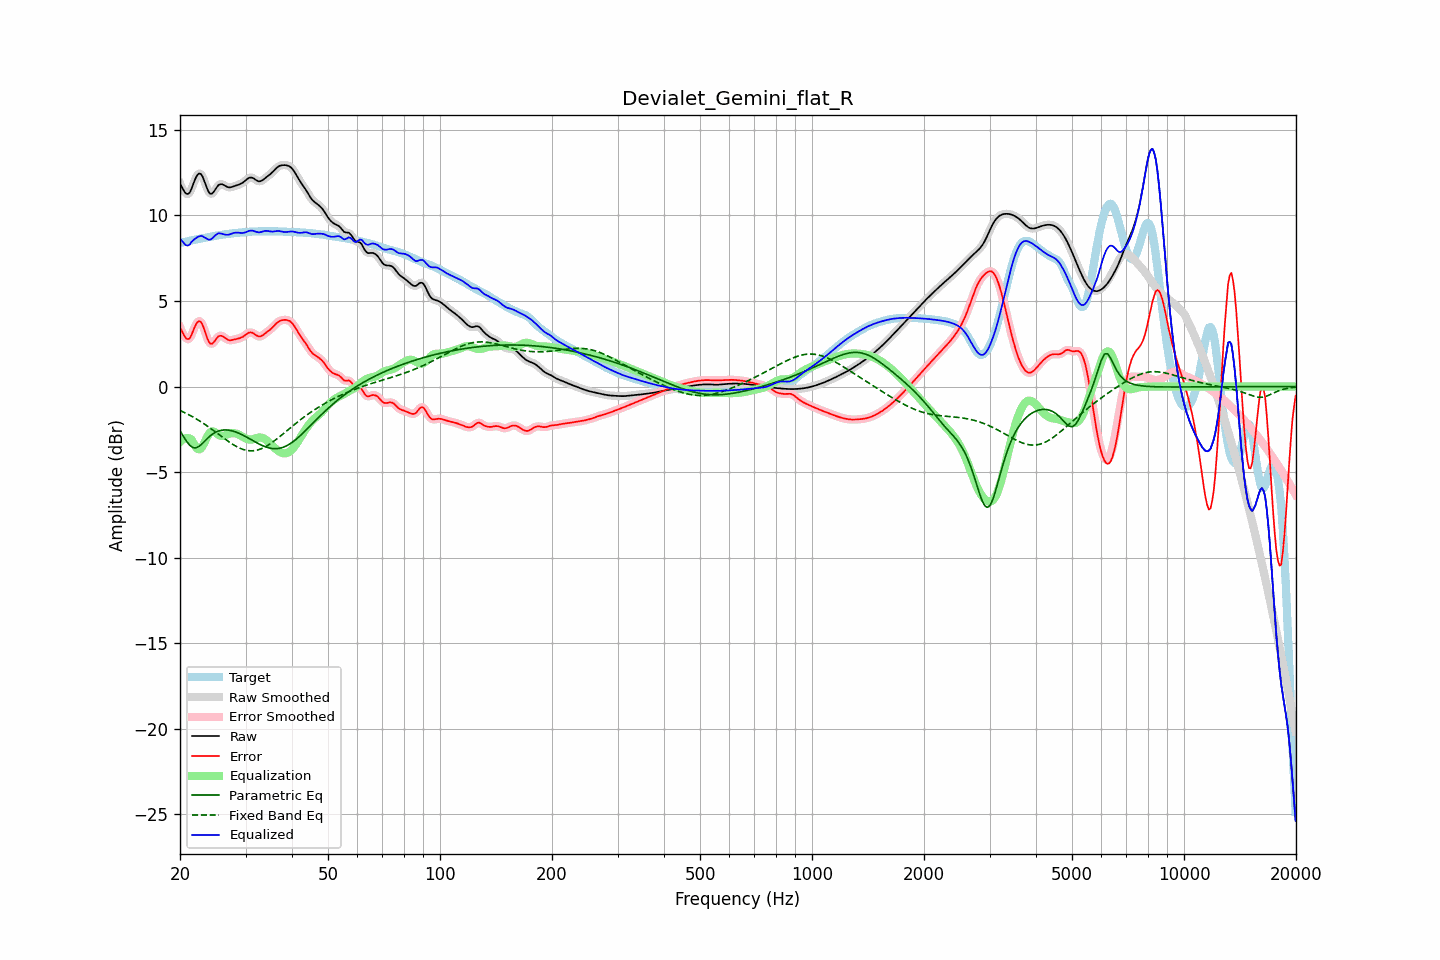 Devialet_Gemini_flat_R
Amplitude (dBr)
15
10
5
0
−5
−10
−15
−20
−25
Target
Raw Smoothed
Error Smoothed
Raw
Error
Equalization
Parametric Eq
Fixed Band Eq
Equalized
20 50 100 200 500 1000 2000 5000 10000 20000
Frequency (Hz)